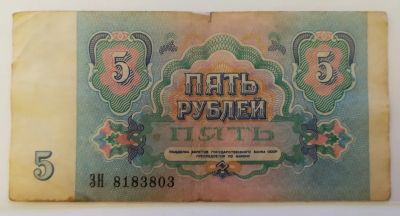 5 5
ПЯТЬ
РУБЛЕЙ
ПЯТЬ
ПОДДЕЛКА БИЛЕТОВ ГОСУДАРСТВЕННОГО БАНКА СССР
ПРЕСЛЕДУЕТСЯ ПО ЗАКОНУ
5
ЗН 8183803